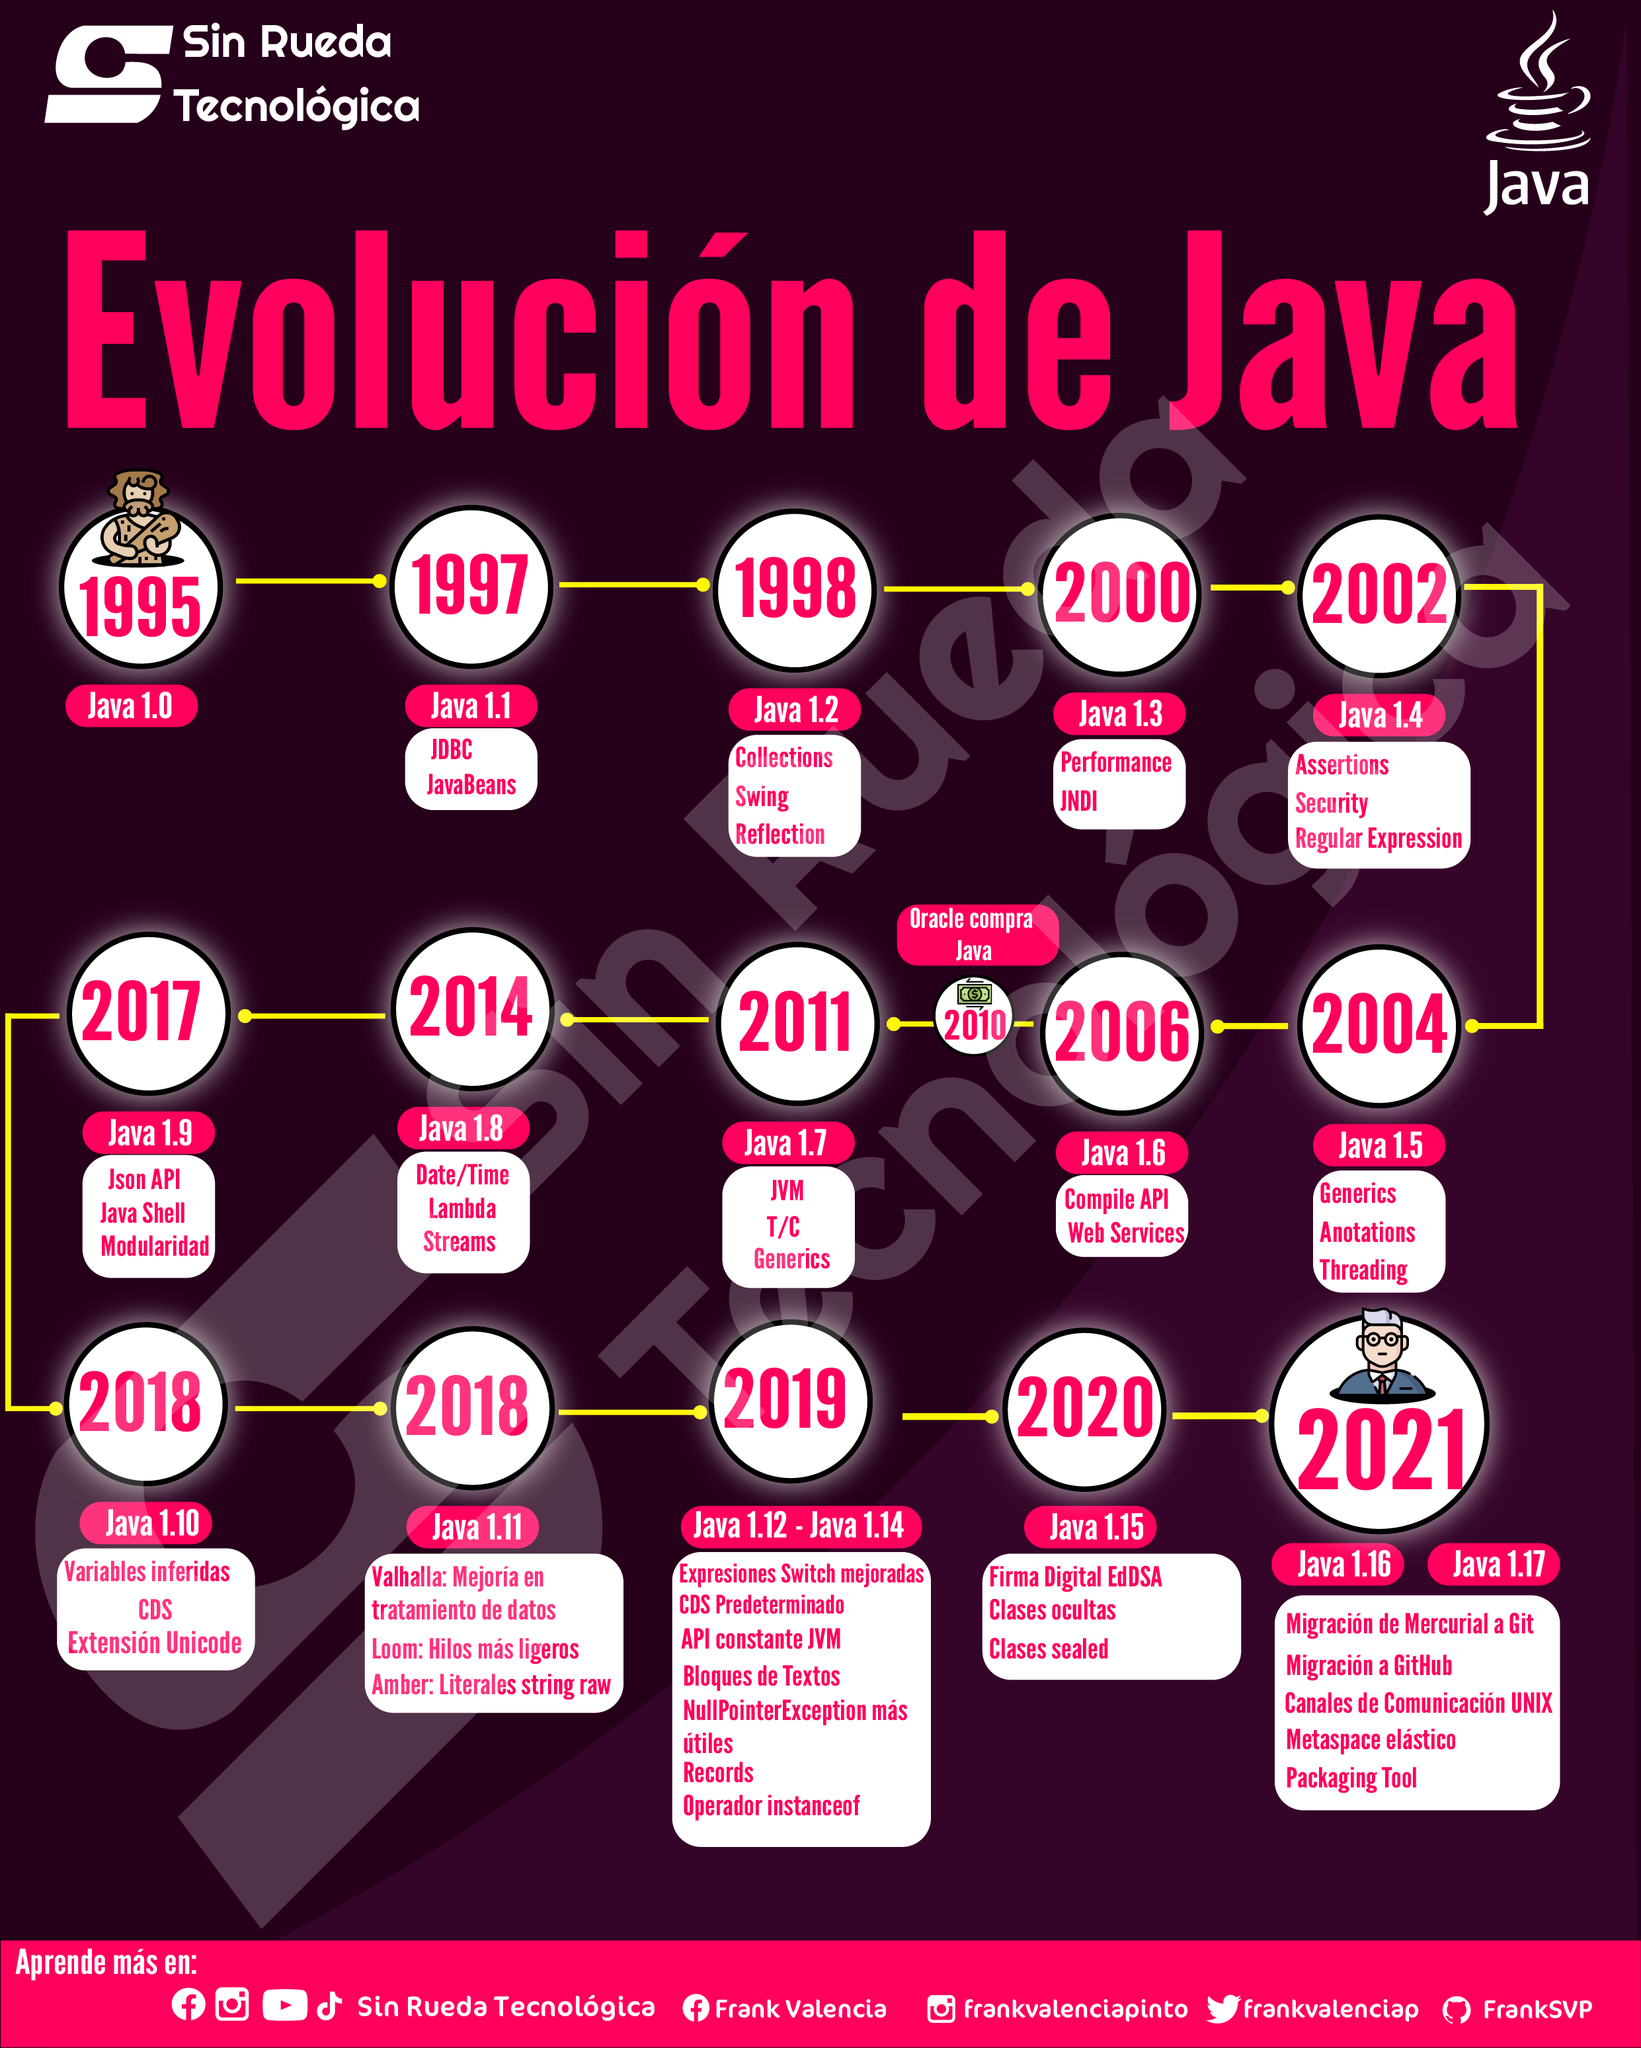 Sin Rueda
Tecnológica
Java
Evolución de Java
1995
1997
1998
2000
2002
Java 1.0
Java 1.1
JDBC
JavaBeans
Java 1.2
Collections
Swing
Reflection
Java 1.3
Performance
JNDI
Java 1.4
Assertions
Security
Regular Expression
2004
Java 1.5
Generics
Anotations
Threading
2006
Java 1.6
Compile API
Web Services
Oracle compra
Java
2010
2011
Java 1.7
JVM
T/C
Generics
2014
Java 1.8
Date/Time
Lambda
Streams
2017
Java 1.9
Json API
Java Shell
Modularidad
2018
Java 1.10
Variables inferidas
CDS
Extensión Unicode
2018
Java 1.11
Valhalla: Mejoría en
tratamiento de datos
Loom: Hilos más ligeros
Amber: Literales string raw
2019
Java 1.12 - Java 1.14
Expresiones Switch mejoradas
CDS Predeterminado
API constante JVM
Bloques de Textos
NullPointerException más
útiles
Records
Operador instanceof
2020
Java 1.15
Firma Digital EdDSA
Clases ocultas
Clases sealed
2021
Java 1.16 Java 1.17
Migración de Mercurial a Git
Migración a GitHub
Canales de Comunicación UNIX
Metaspace elástico
Packaging Tool
Sin Rueda
Tecnológica
Aprende más en:
Sin Rueda Tecnológica Frank Valencia frankvalenciapinto frankvalenciap FrankSVP